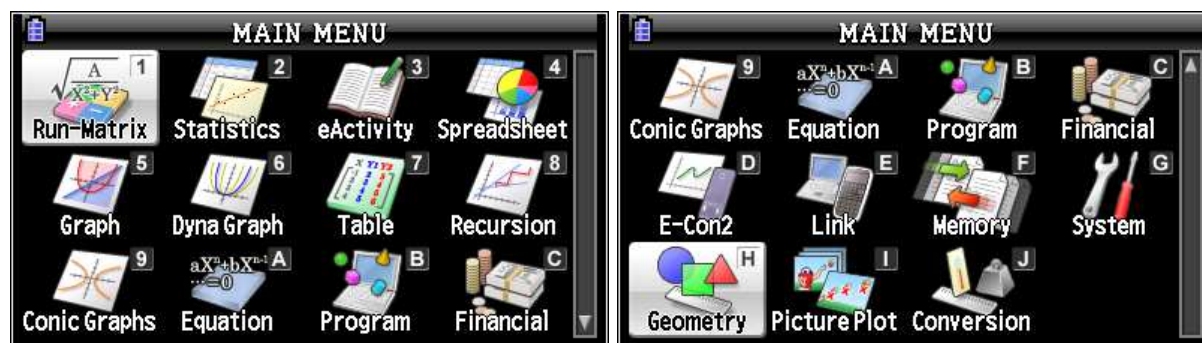 MAIN MENU
1 2 3 4
Run-Matrix Statistics eActivity Spreadsheet
5 6 7 8
Graph Dyna Graph Table Recursion
9 A B C
Conic Graphs Equation Program Financial
MAIN MENU
9 A B C
Conic Graphs Equation Program Financial
D E F G
E-Con2 Link Memory System
H I J
Geometry Picture Plot Conversion